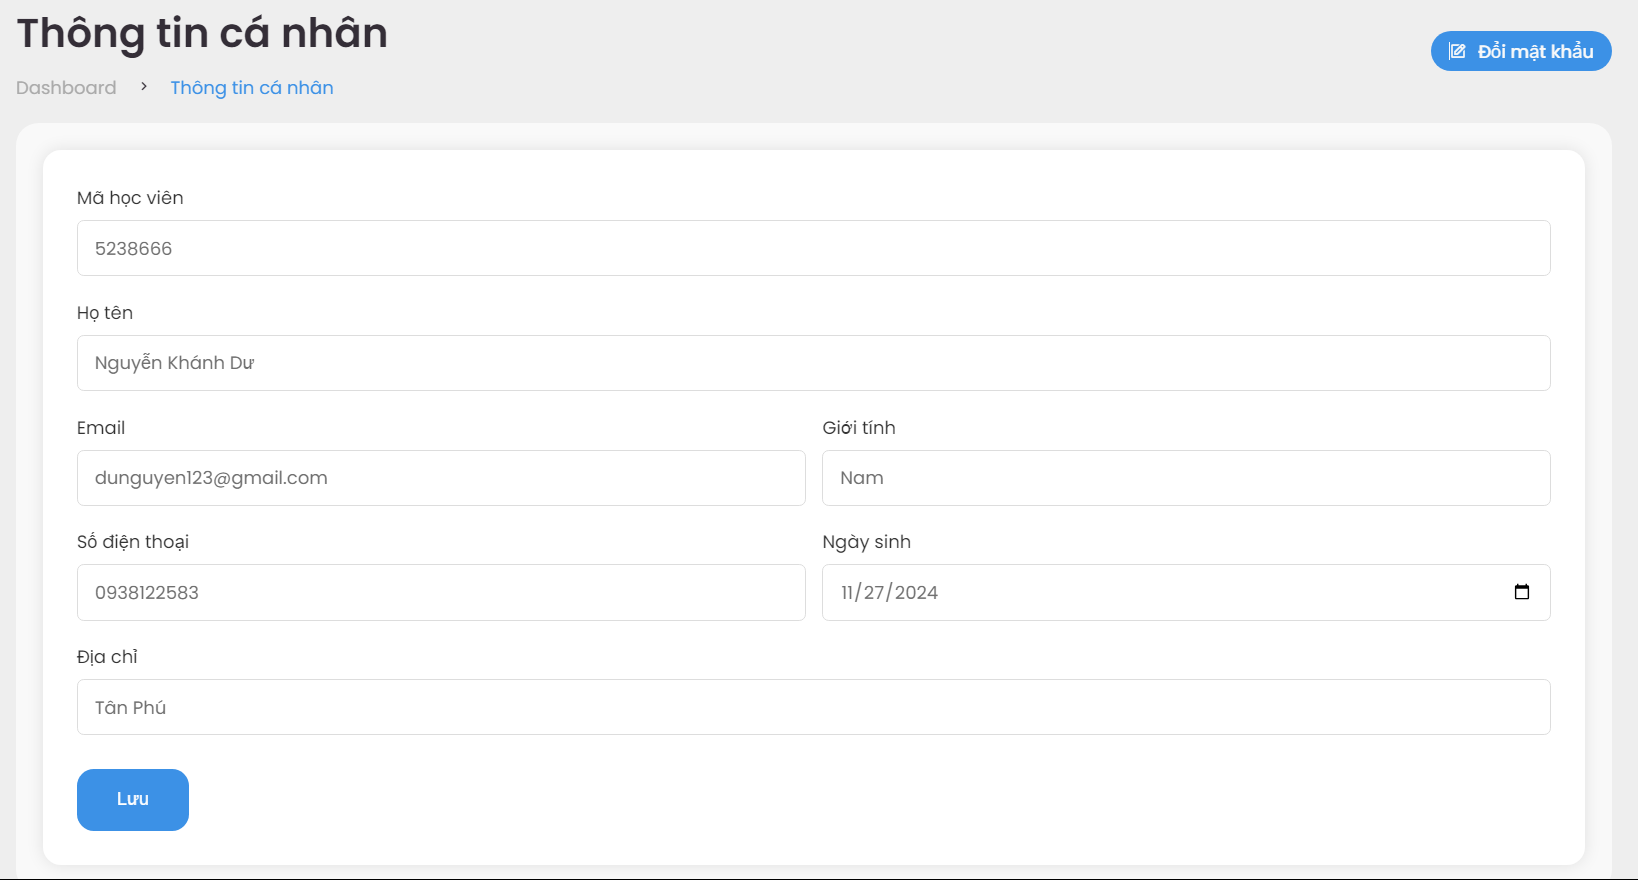 Thông tin cá nhân
Đổi mật khẩu
Dashboard > Thông tin cá nhân
Mã học viên
5238666
Họ tên
Nguyễn Khánh Dư
Email
Giới tính
dunguyen123@gmail.com
Nam
Số điện thoại
Ngày sinh
0938122583
11/27/2024
Địa chỉ
Tân Phú
Lưu